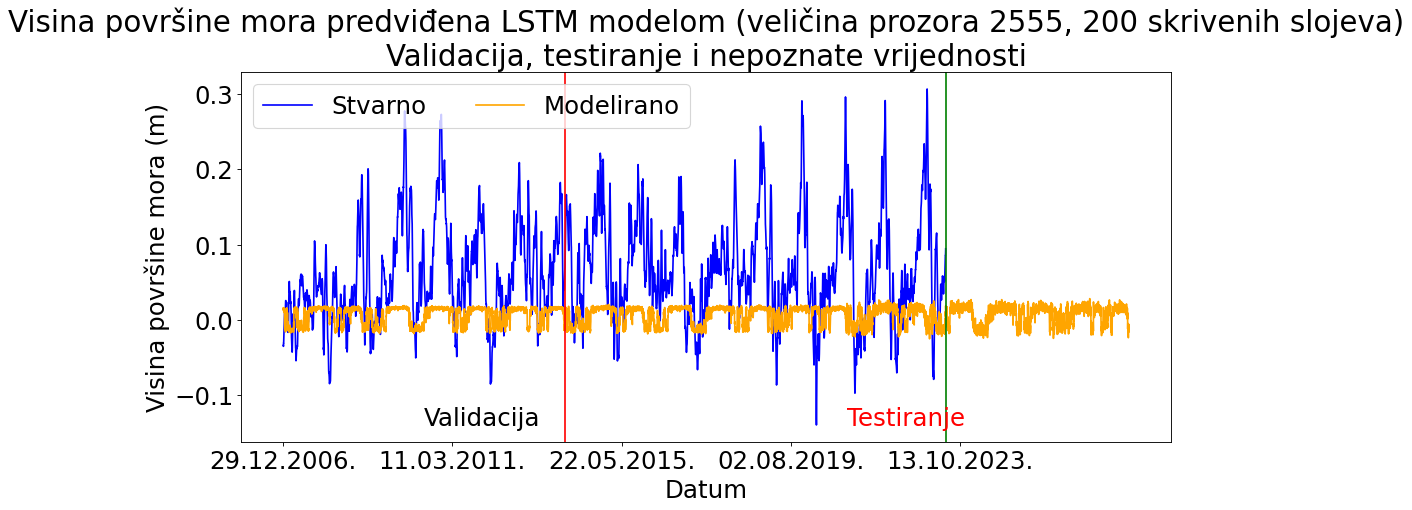 Visina površine mora predviđena LSTM modelom (veličina prozora 2555, 200 skrivenih slojeva)
Validacija, testiranje i nepoznate vrijednosti
Stvarno
Modelirano
0.3
0.2
0.1
0.0
−0.1
Visina površine mora (m)
Validacija
Testiranje
29.12.2006.
11.03.2011.
22.05.2015.
02.08.2019.
13.10.2023.
Datum